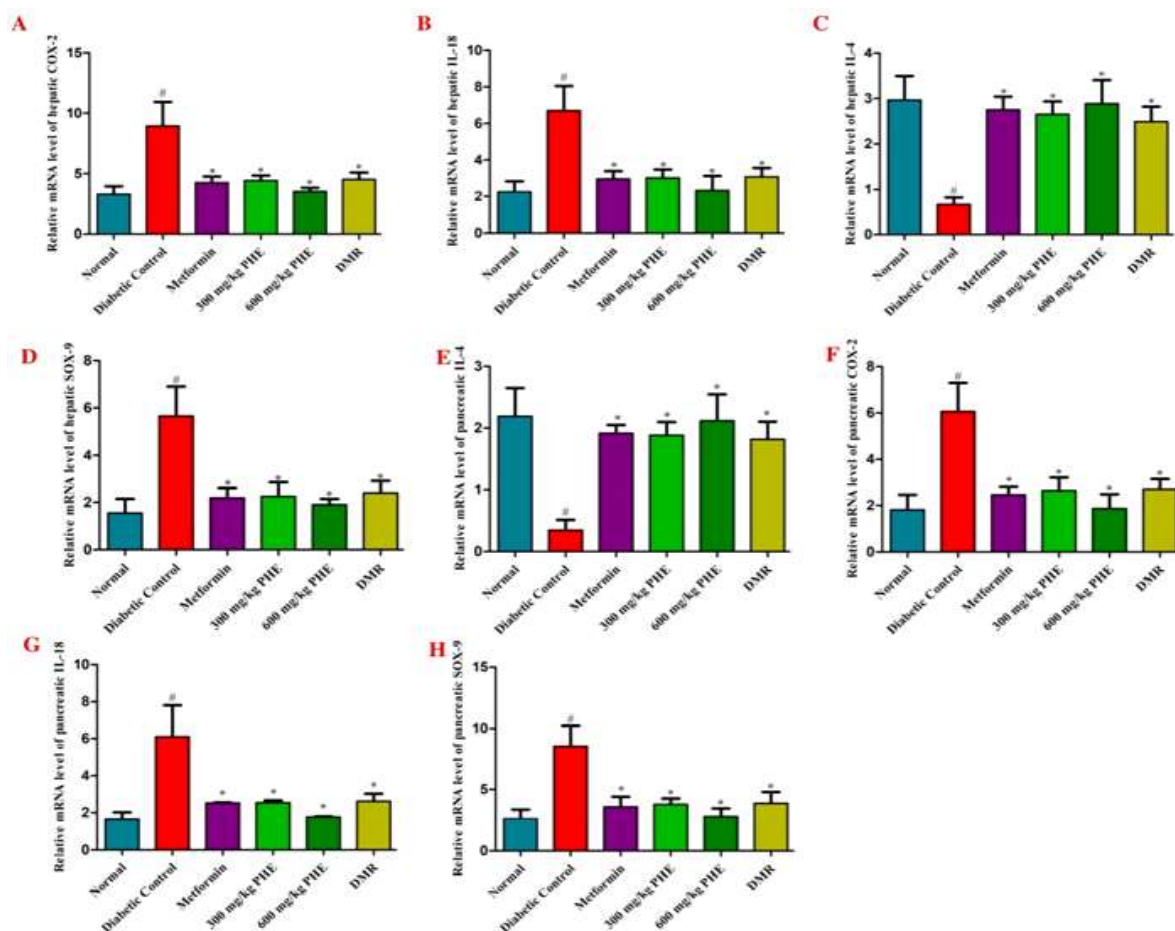 A
Relative mRNA level of hepatic COX-2
15
10
5
0
#
*
*
*
*
Normal
Diabetic Control
Metformin
300 mg/kg PHE
600 mg/kg PHE
DMR
B
Relative mRNA level of hepatic IL-18
10
8
6
4
2
0
#
*
*
*
*
Normal
Diabetic Control
Metformin
300 mg/kg PHE
600 mg/kg PHE
DMR
C
Relative mRNA level of hepatic IL-4
4
3
2
1
0
#
*
*
*
*
Normal
Diabetic Control
Metformin
300 mg/kg PHE
600 mg/kg PHE
DMR
D
Relative mRNA level of hepatic SOX-9
8
6
4
2
0
#
*
*
*
*
Normal
Diabetic Control
Metformin
300 mg/kg PHE
600 mg/kg PHE
DMR
E
Relative mRNA level of pancreatic IL-4
3
2
1
0
#
*
*
*
*
Normal
Diabetic Control
Metformin
300 mg/kg PHE
600 mg/kg PHE
DMR
F
Relative mRNA level of pancreatic COX-2
8
6
4
2
0
#
*
*
*
*
Normal
Diabetic Control
Metformin
300 mg/kg PHE
600 mg/kg PHE
DMR
G
Relative mRNA level of pancreatic IL-18
10
8
6
4
2
0
#
*
*
*
*
Normal
Diabetic Control
Metformin
300 mg/kg PHE
600 mg/kg PHE
DMR
H
Relative mRNA level of pancreatic SOX-9
15
10
5
0
#
*
*
*
*
Normal
Diabetic Control
Metformin
300 mg/kg PHE
600 mg/kg PHE
DMR